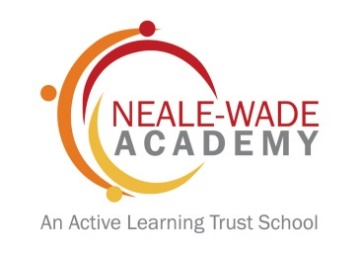 NEALE-WADE
ACADEMY
An Active Learning Trust School